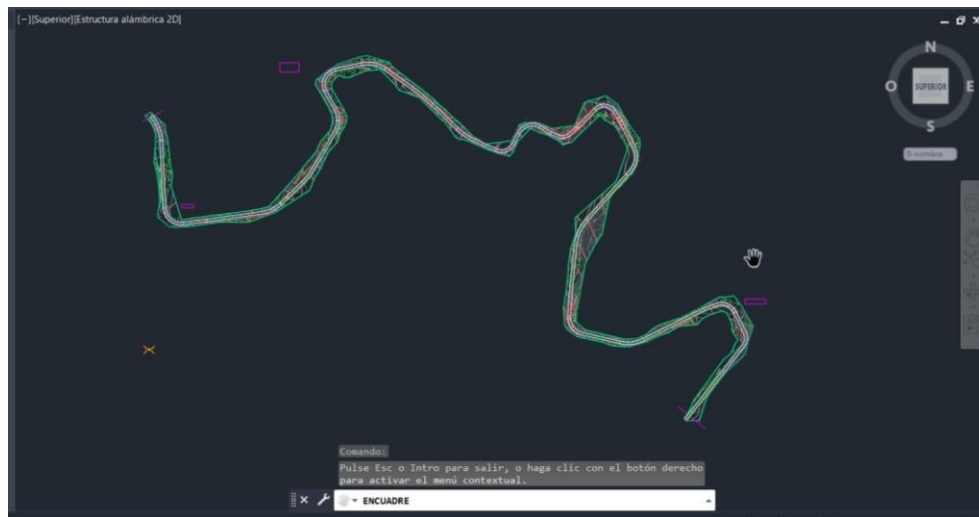 [−][Superior][Estructura alámbrica 2D]
N
O
SUPERIOR
E
S
Comando:
Pulse Esc o Intro para salir, o haga clic con el botón derecho
para activar el menú contextual.
ENCUADRE